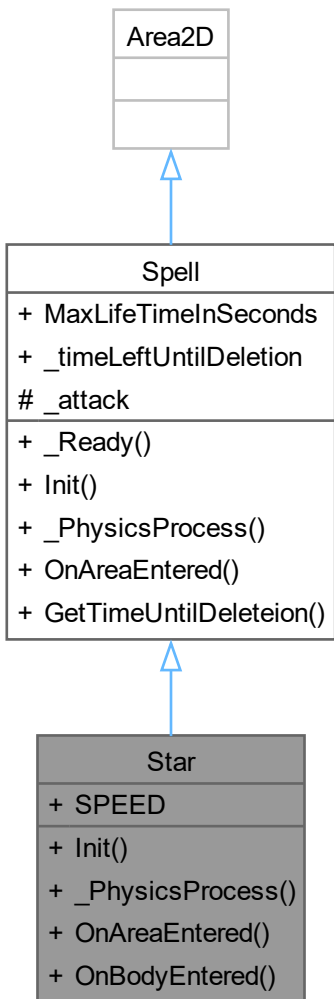 Area2D
Spell
+ MaxLifeTimeInSeconds
+ _timeLeftUntilDeletion
# _attack
+ _Ready()
+ Init()
+ _PhysicsProcess()
+ OnAreaEntered()
+ GetTimeUntilDeleteion()
Star
+ SPEED
+ Init()
+ _PhysicsProcess()
+ OnAreaEntered()
+ OnBodyEntered()